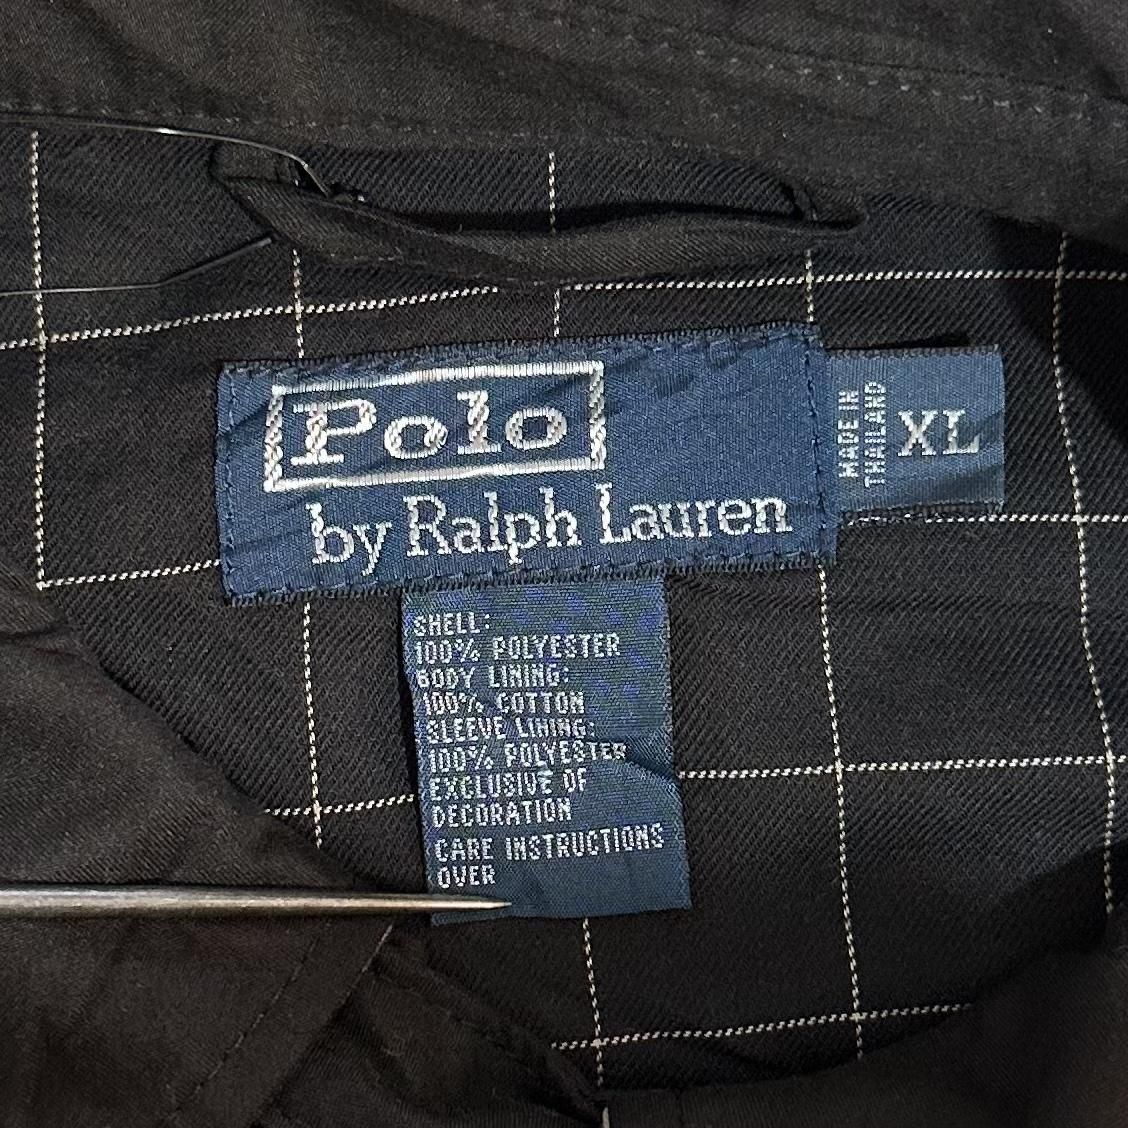 Polo
by Ralph Lauren
MADE IN
THAILAND
XL
SHELL:
100% POLYESTER
BODY LINING:
100% COTTON
SLEEVE LINING:
100% POLYESTER
EXCLUSIVE OF
DECORATION
CARE INSTRUCTIONS
OVER